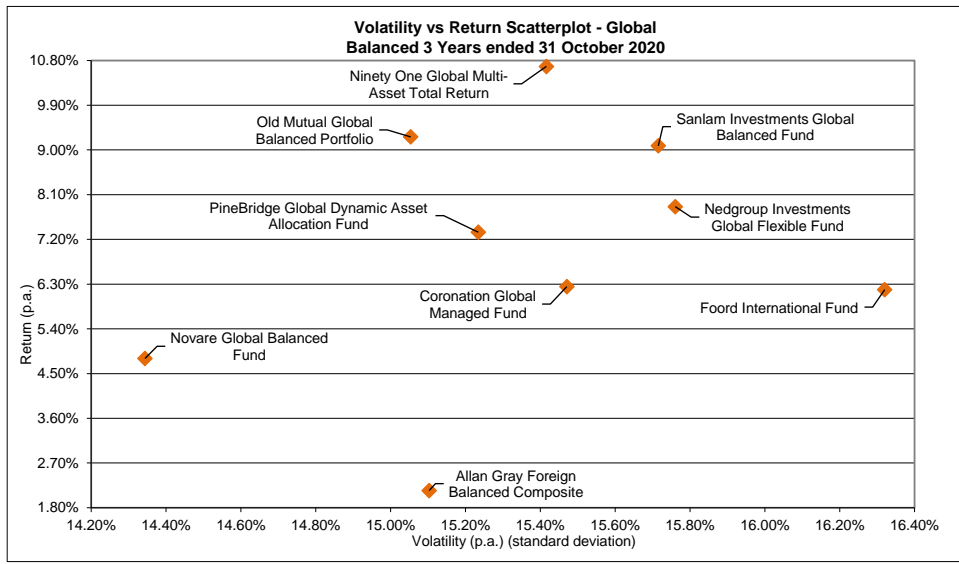 Volatility vs Return Scatterplot - Global
Balanced 3 Years ended 31 October 2020
10.80%
9.90%
9.00%
8.10%
7.20%
6.30%
5.40%
4.50%
3.60%
2.70%
1.80%
Return (p.a.)
Ninety One Global Multi-
Asset Total Return
Old Mutual Global
Balanced Portfolio
Sanlam Investments Global
Balanced Fund
PineBridge Global Dynamic Asset
Allocation Fund
Nedgroup Investments
Global Flexible Fund
Coronation Global
Managed Fund
Foord International Fund
Novare Global Balanced
Fund
Allan Gray Foreign
Balanced Composite
14.20% 14.40% 14.60% 14.80% 15.00% 15.20% 15.40% 15.60% 15.80% 16.00% 16.20% 16.40%
Volatility (p.a.) (standard deviation)